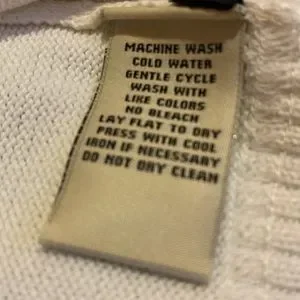 MACHINE WASH
COLD WATER
GENTLE CYCLE
WASH WITH
LIKE COLORS
NO BLEACH
LAY FLAT TO DRY
PRESS WITH COOL
IRON IF NECESSARY
DO NOT DRY CLEAN